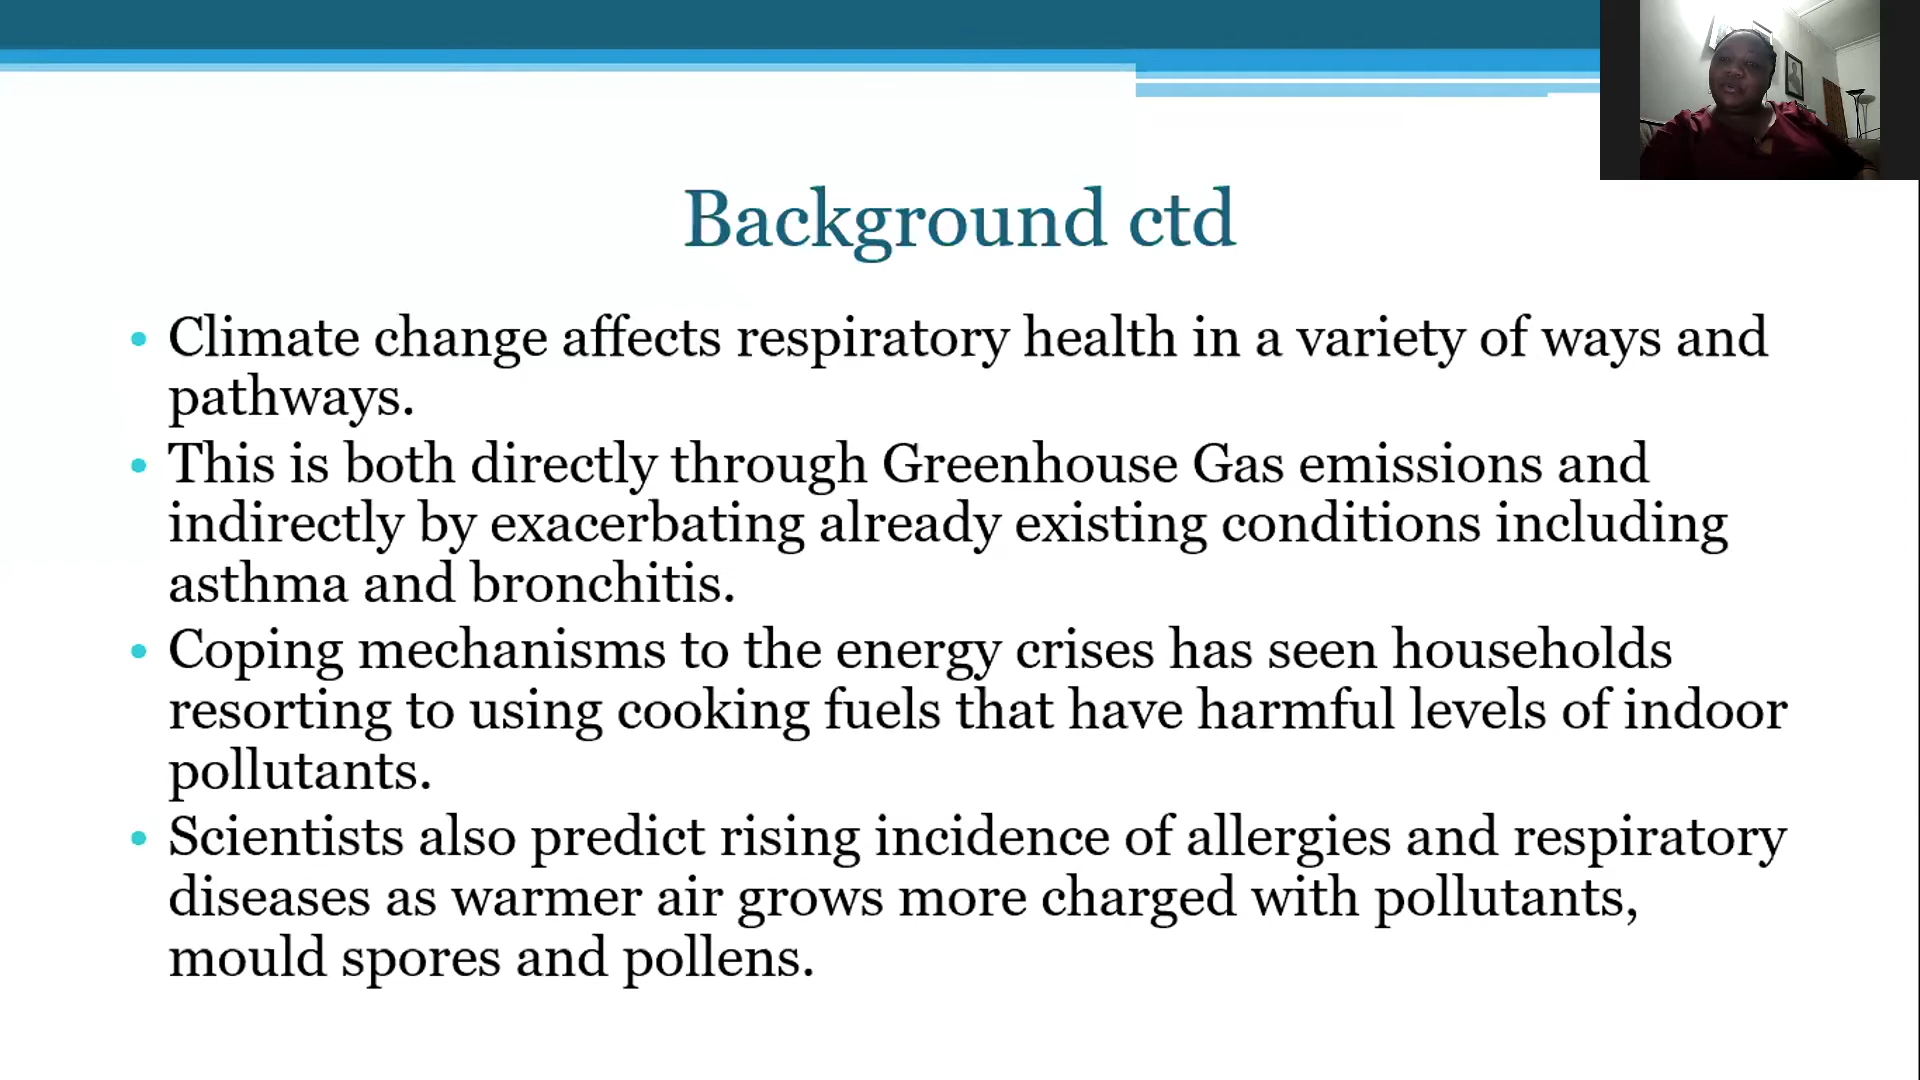 Background ctd
• Climate change affects respiratory health in a variety of ways and
pathways.
• This is both directly through Greenhouse Gas emissions and
indirectly by exacerbating already existing conditions including
asthma and bronchitis.
• Coping mechanisms to the energy crises has seen households
resorting to using cooking fuels that have harmful levels of indoor
pollutants.
• Scientists also predict rising incidence of allergies and respiratory
diseases as warmer air grows more charged with pollutants,
mould spores and pollens.